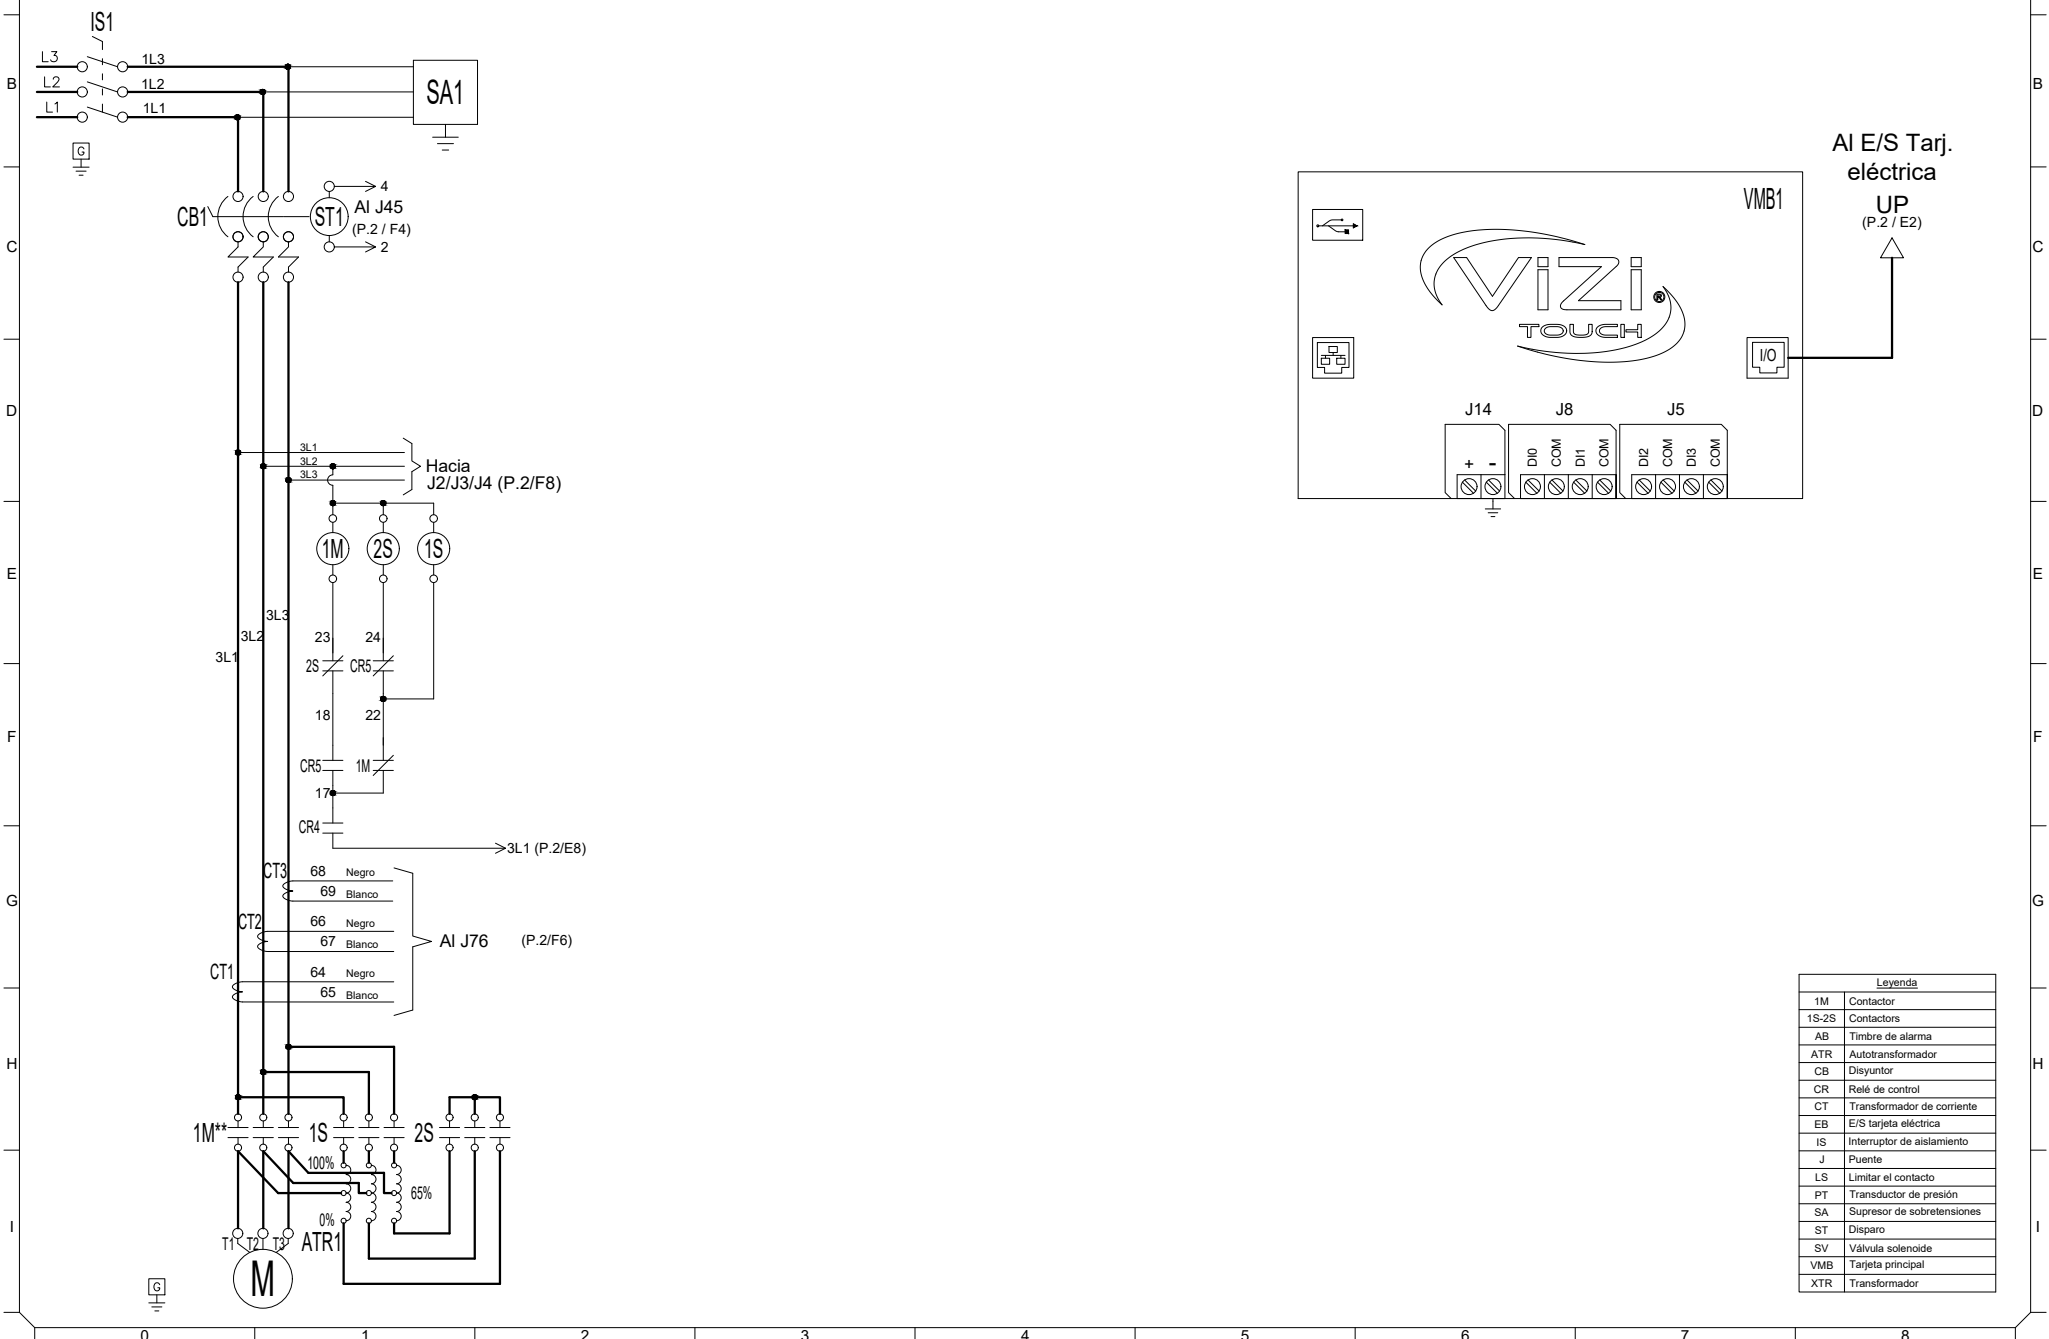 IS1
L3 1L3
B L2 1L2 SA1 B
L1 1L1
G
Al E/S Tarj.
eléctrica
UP
(P.2 / E2)
4
CB1 ST1 Al J45
(P.2 / F4)
2
VMB1
C C
ViZi ®
TOUCH
I/O
D D
J14 J8 J5
+ - DI0 COM DI1 COM DI2 COM DI3 COM
3L1
3L2 Hacia
3L3 J2/J3/J4 (P.2/F8)
1M 2S 1S
E E
3L3
3L2 23 24
3L1 2S CR5
18 22
F F
CR5 1M
17
CR4
3L1 (P.2/E8)
CT3 68 Negro
69 Blanco
G G
CT2 66 Negro
67 Blanco Al J76 (P.2/F6)
CT1 64 Negro
65 Blanco
H H
1M** 1S 2S
100%
65%
0%
I I
T1 T2 T3 ATR1
M
G
Leyenda
1M Contactor
1S-2S Contactors
AB Timbre de alarma
ATR Autotransformador
CB Disyuntor
CR Relé de control
CT Transformador de corriente
EB E/S tarjeta eléctrica
IS Interruptor de aislamiento
J Puente
LS Limitar el contacto
PT Transductor de presión
SA Supresor de sobretensiones
ST Disparo
SV Válvula solenoide
VMB Tarjeta principal
XTR Transformador
0 1 2 3 4 5 6 7 8